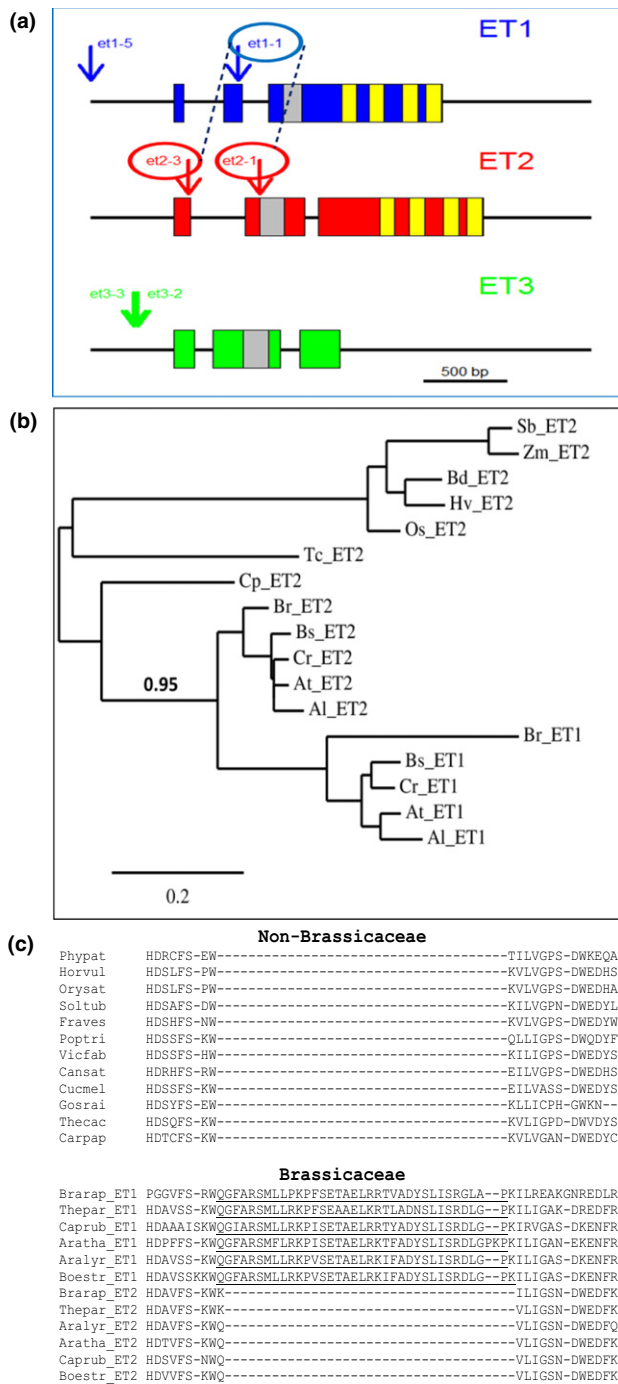 (a)
et1-5
et1-1
ET1
et2-3
et2-1
ET2
et3-3
et3-2
ET3
500 bp
(b)
Sb_ET2
Zm_ET2
Bd_ET2
Hv_ET2
Os_ET2
Tc_ET2
Cp_ET2
Br_ET2
Bs_ET2
Cr_ET2
At_ET2
Al_ET2
0.95
Br_ET1
Bs_ET1
Cr_ET1
At_ET1
Al_ET1
0.2
(c)
Non-Brassicaceae
Phypat HDRCFS-PW----------------------------------------TILVGPS-DWKEQA
Horvul HDSLFS-PW----------------------------------------KVLVGPS-DWEDHS
Orysat HDSLFS-PW----------------------------------------KVLVGPS-DWEDHA
Soltub HDSAFS-DW----------------------------------------KILVGPN-DWEDYL
Fraves HDSHFS-NW----------------------------------------KVLVGPS-DWEDYW
Poptri HDSSFS-KW----------------------------------------QLLIGPS-DWQDYF
Vicfab HDSSFS-HW----------------------------------------KILIGPS-DWEDYS
Cansat HDRHFS-RW----------------------------------------EILVGPS-DWEDHS
Cucmel HDSSFS-KW----------------------------------------EILVASS-DWEDYS
Gosrai HDSYFS-EW----------------------------------------KLLICPH-GWKN--
Thecac HDSQFS-KW----------------------------------------KVLIGPD-DWVDYS
Carpap HDTCFS-KW----------------------------------------KVLVGAN-DWEDYC
Brassicaceae
Brarap_ET1 PGGVFS-RWQGFARSMLLPKPFSETAELRRTVADYSLISRGLA--PKILREAKGNREDLR
Thepar_ET1 HDAVSS-KWQGFARSMLLRKPFSEAAELKRTLADNSLISRDLG--PKILIGAK-DREDFR
Caprub_ET1 HDAAAISKWQGIARSMLLRKPISETAELRRTYADYSLISRDLG--PKIRVGAS-DKENFR
Aratha_ET1 HDPFFS-KWQGFARSMFLRKPISETAELRKTFADYSLISRDLGPKPKILIGAN-EKENFR
Aralyr_ET1 HDAVSS-KWQGFARSMLLRKPVSETAELRKIFADYSLISRDLG--PKILIGAS-DKENFR
Boestr_ET1 HDAVSSKKWQGFARSMLLRKPVSETAELRKIFADYSLISRDLG--PKILIGAS-DKENFR
Brarap_ET2 HDAVFS-KWK----------------------------------------ILIGSN-DWEDFK
Thepar_ET2 HDAVFS-KWQ----------------------------------------VLIGSN-DWEDFK
Aralyr_ET2 HDAVFS-KWQ----------------------------------------VLIGSN-DWEDFQ
Aratha_ET2 HDTVFS-KWQ----------------------------------------VLIGSN-DWEDFK
Caprub_ET2 HDSVFS-NWQ----------------------------------------VLIGSN-DWEDFK
Boestr_ET2 HDVVFS-KWQ----------------------------------------VLIGSN-DWEDFK